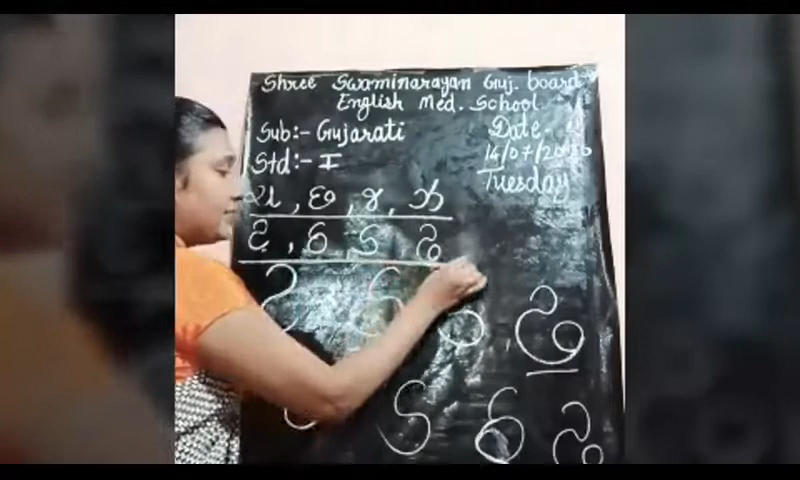 Shree Swaminarayan Guj. board
English Med. School
Sub:- Gujarati
Date-
Std:- I
14/07/2020
Tuesday
ચ, છ, જ, ઝ
ટ, ઠ ડ ઢ
ટ ઠ ડ, ઢ
ડ ઠ ઢ